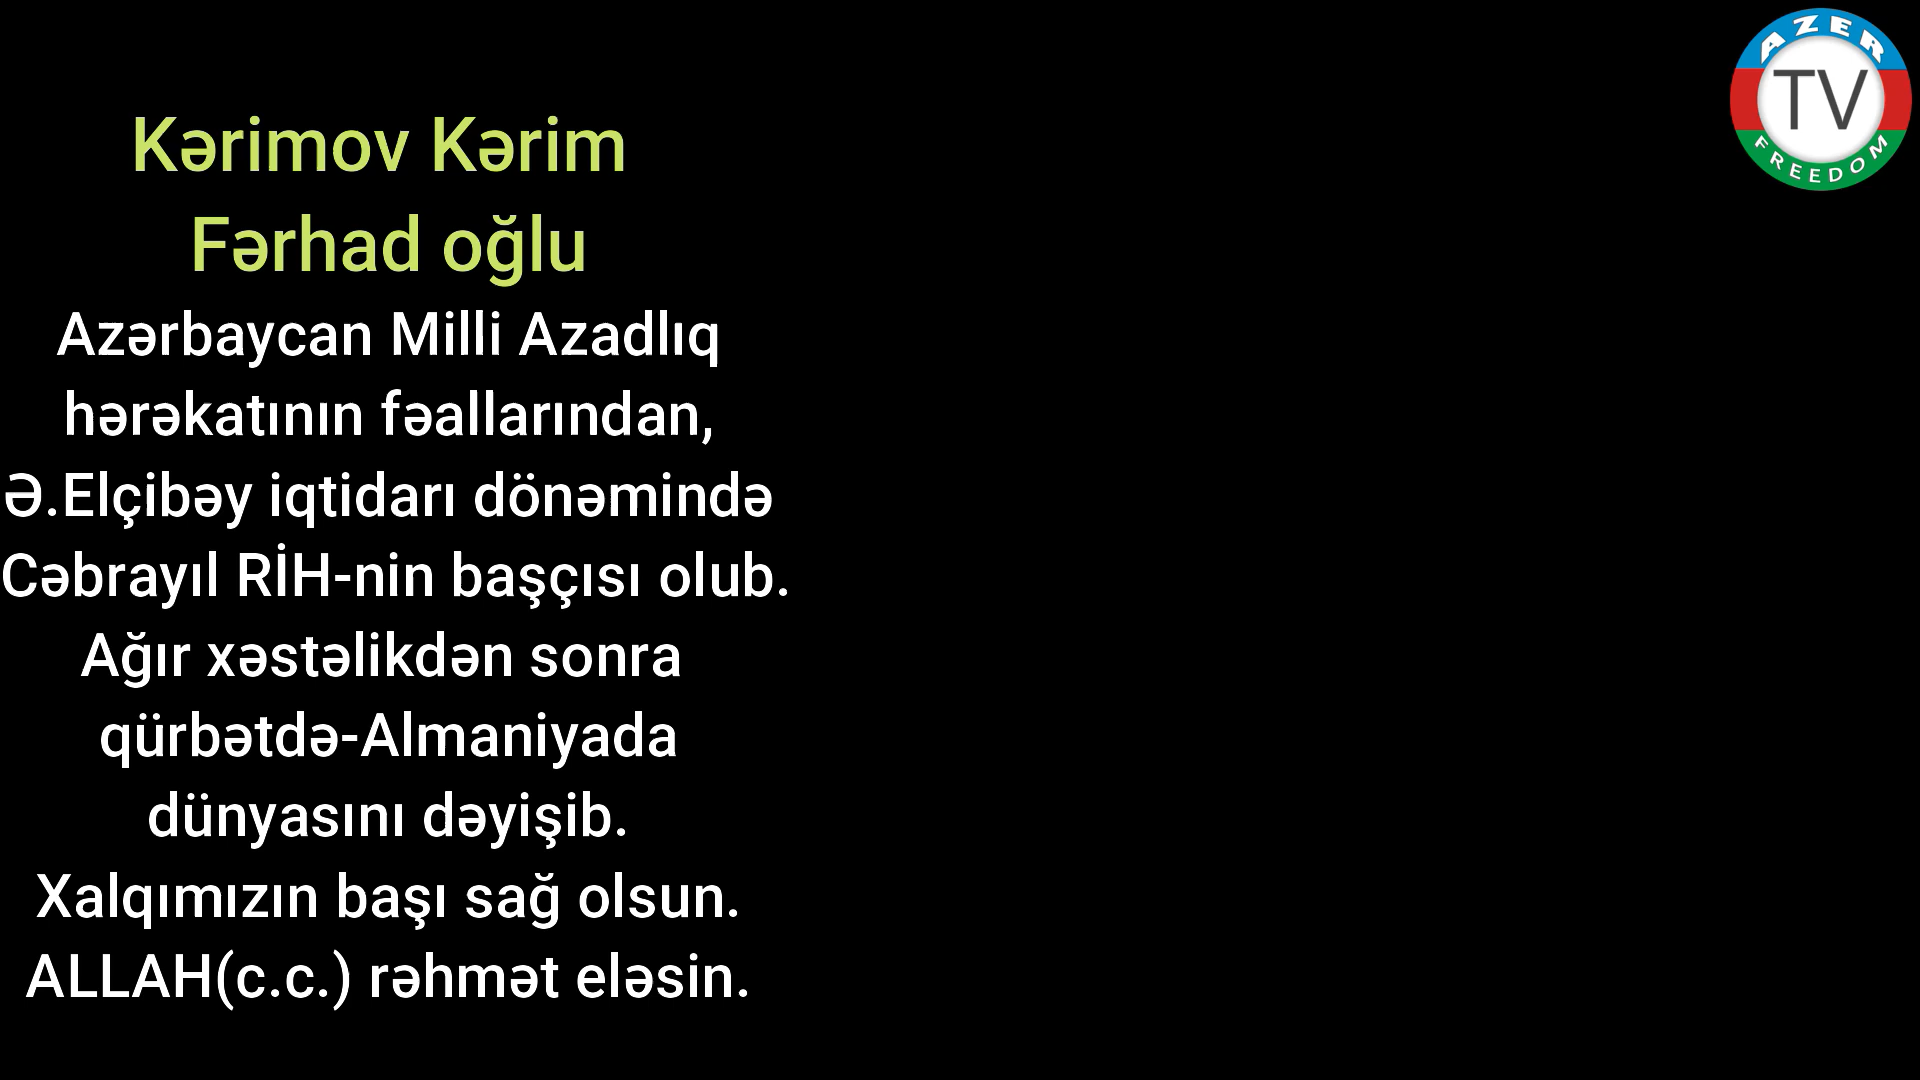 AZER
TV
FREEDOM
Kərimov Kərim
Fərhad oğlu
Azərbaycan Milli Azadlıq
hərəkatının fəallarından,
Ə.Elçibəy iqtidarı dönəmində
Cəbrayıl RİH-nin başçısı olub.
Ağır xəstəlikdən sonra
qürbətdə-Almaniyada
dünyasını dəyişib.
Xalqımızın başı sağ olsun.
ALLAH(c.c.) rəhmət eləsin.